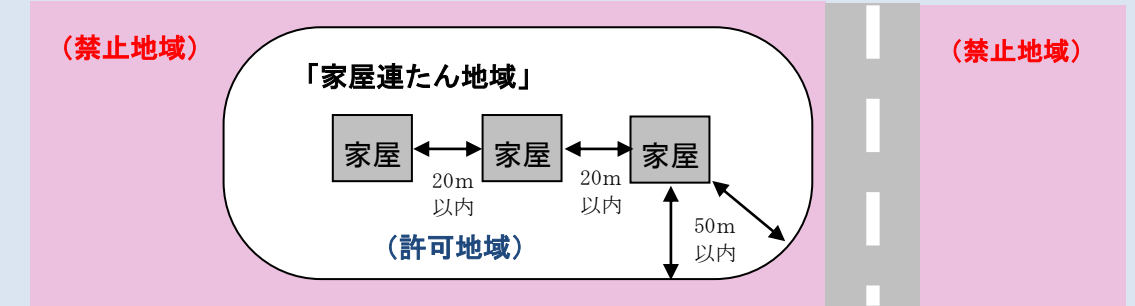 （禁止地域）
（禁止地域）
「家屋連たん地域」
家屋
家屋
家屋
20m
以内
20m
以内
50m
以内
（許可地域）